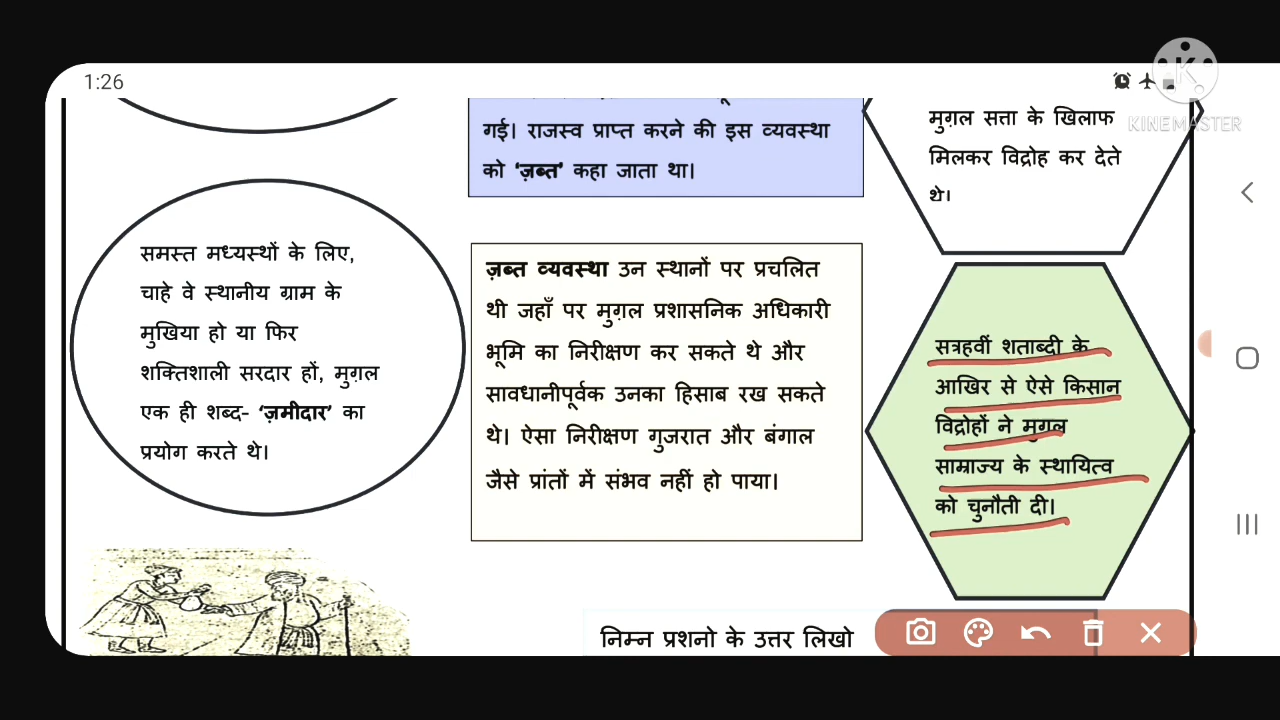 1:26
KINEMASTER
गई। राजस्व प्राप्त करने की इस व्यवस्था
को ‘ज़ब्त’ कहा जाता था।
मुग़ल सत्ता के खिलाफ
मिलकर विद्रोह कर देते
थे।
समस्त मध्यस्थों के लिए,
चाहे वे स्थानीय ग्राम के
मुखिया हो या फिर
शक्तिशाली सरदार हों, मुग़ल
एक ही शब्द- ‘ज़मीदार’ का
प्रयोग करते थे।
ज़ब्त व्यवस्था उन स्थानों पर प्रचलित
थी जहाँ पर मुग़ल प्रशासनिक अधिकारी
भूमि का निरीक्षण कर सकते थे और
सावधानीपूर्वक उनका हिसाब रख सकते
थे। ऐसा निरीक्षण गुजरात और बंगाल
जैसे प्रांतों में संभव नहीं हो पाया।
सत्रहवीं शताब्दी के
आखिर से ऐसे किसान
विद्रोहों ने मुग़ल
साम्राज्य के स्थायित्व
को चुनौती दी।
निम्न प्रशनो के उत्तर लिखो